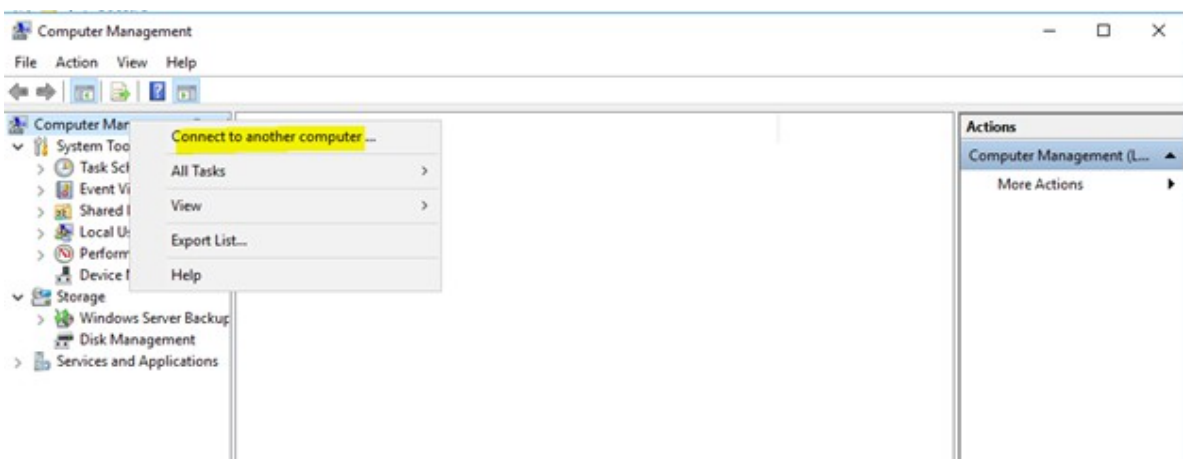 Computer Management
File Action View Help
Computer Mar
System Too
Task Sch
Event Vi
Shared
Local Us
Perform
Device
Storage
Windows Server Backup
Disk Management
Services and Applications
Connect to another computer ...
All Tasks
View
Export List...
Help
Actions
Computer Management (L...
More Actions